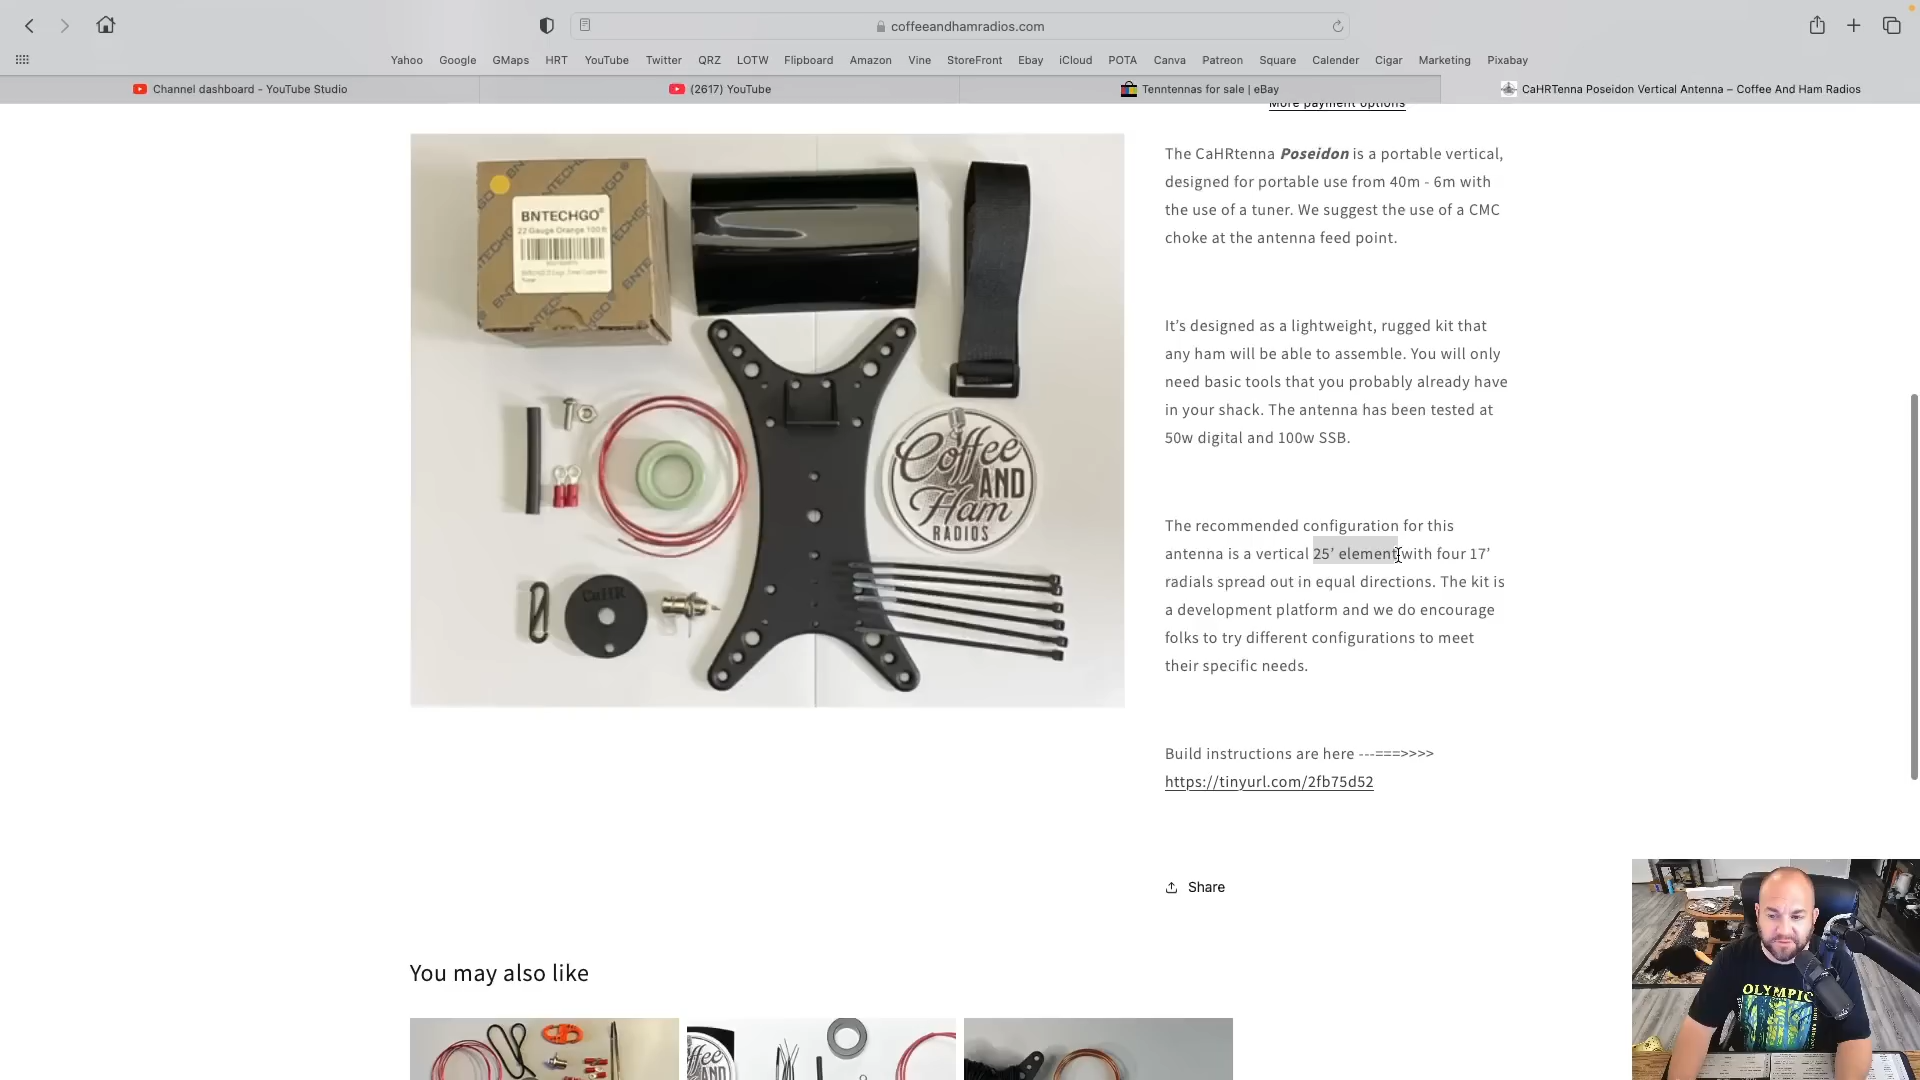 coffeeandhamradios.com
Yahoo Google GMaps HRT YouTube Twitter QRZ LOTW Flipboard Amazon Vine StoreFront Ebay iCloud POTA Canva Patreon Square Calender Cigar Marketing Pixabay
Channel dashboard - YouTube Studio
(2617) YouTube
Tenntennas for sale | eBay
CaHRTenna Poseidon Vertical Antenna – Coffee And Ham Radios
More payment options
BNTECHGO
22 Gauge Orange 100 ft
Coffee
AND
Ham
RADIOS
CaHR
The CaHRtenna Poseidon is a portable vertical,
designed for portable use from 40m - 6m with
the use of a tuner. We suggest the use of a CMC
choke at the antenna feed point.
It’s designed as a lightweight, rugged kit that
any ham will be able to assemble. You will only
need basic tools that you probably already have
in your shack. The antenna has been tested at
50w digital and 100w SSB.
The recommended configuration for this
antenna is a vertical 25’ element with four 17’
radials spread out in equal directions. The kit is
a development platform and we do encourage
folks to try different configurations to meet
their specific needs.
Build instructions are here ---===>>>>
https://tinyurl.com/2fb75d52
Share
You may also like
OLYMPIC